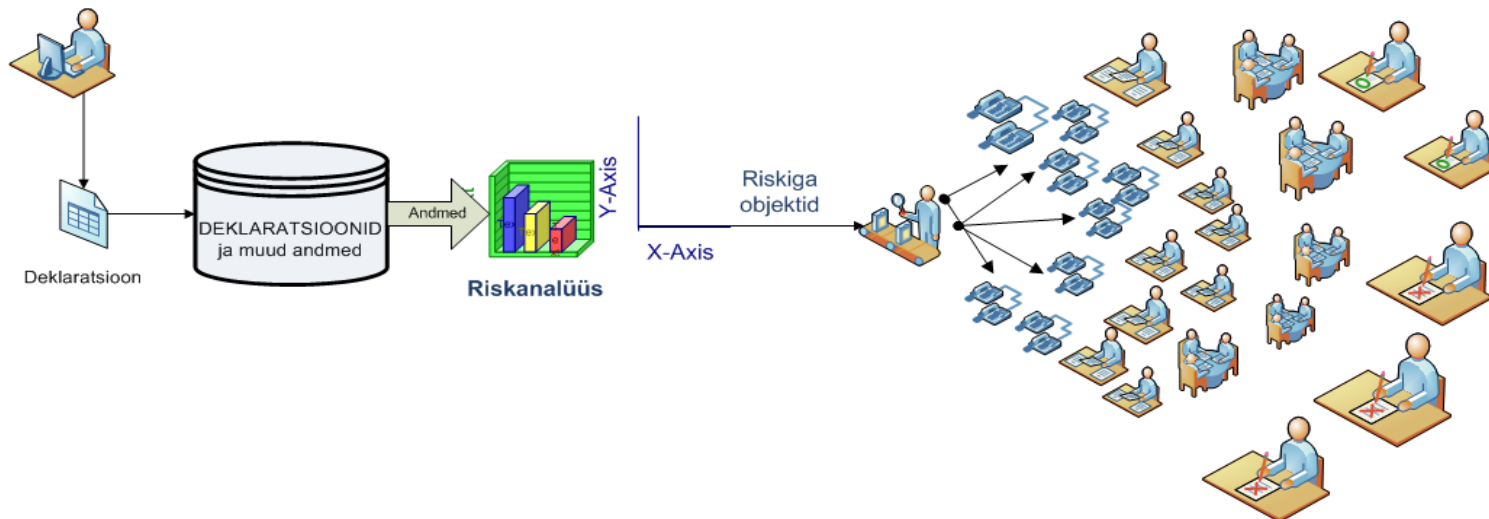 Deklaratsioon
DEKLARATSIOONID
ja muud andmed
Andmed
Riskanalüüs
Y-Axis
X-Axis
Riskiga
objektid